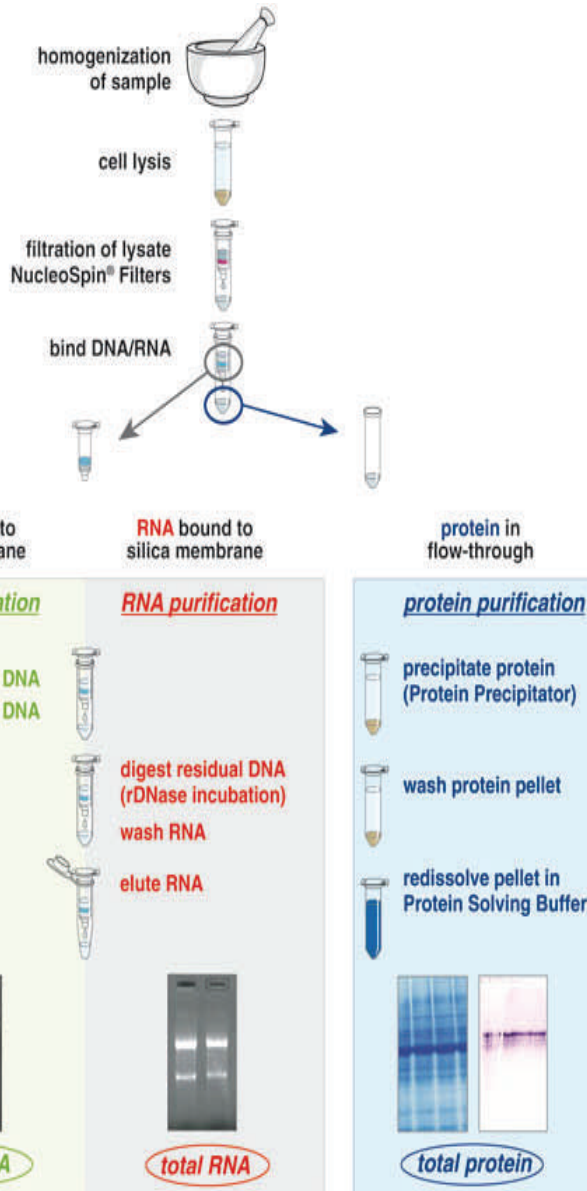 homogenization
of sample
cell lysis
filtration of lysate
NucleoSpin® Filters
bind DNA/RNA
to
RNA bound to
silica membrane
protein in
flow-through
RNA purification
protein purification
DNA
DNA
precipitate protein
(Protein Precipitator)
digest residual DNA
(rDNase incubation)
wash RNA
wash protein pellet
elute RNA
redissolve pellet in
Protein Solving Buffer
total RNA
total protein